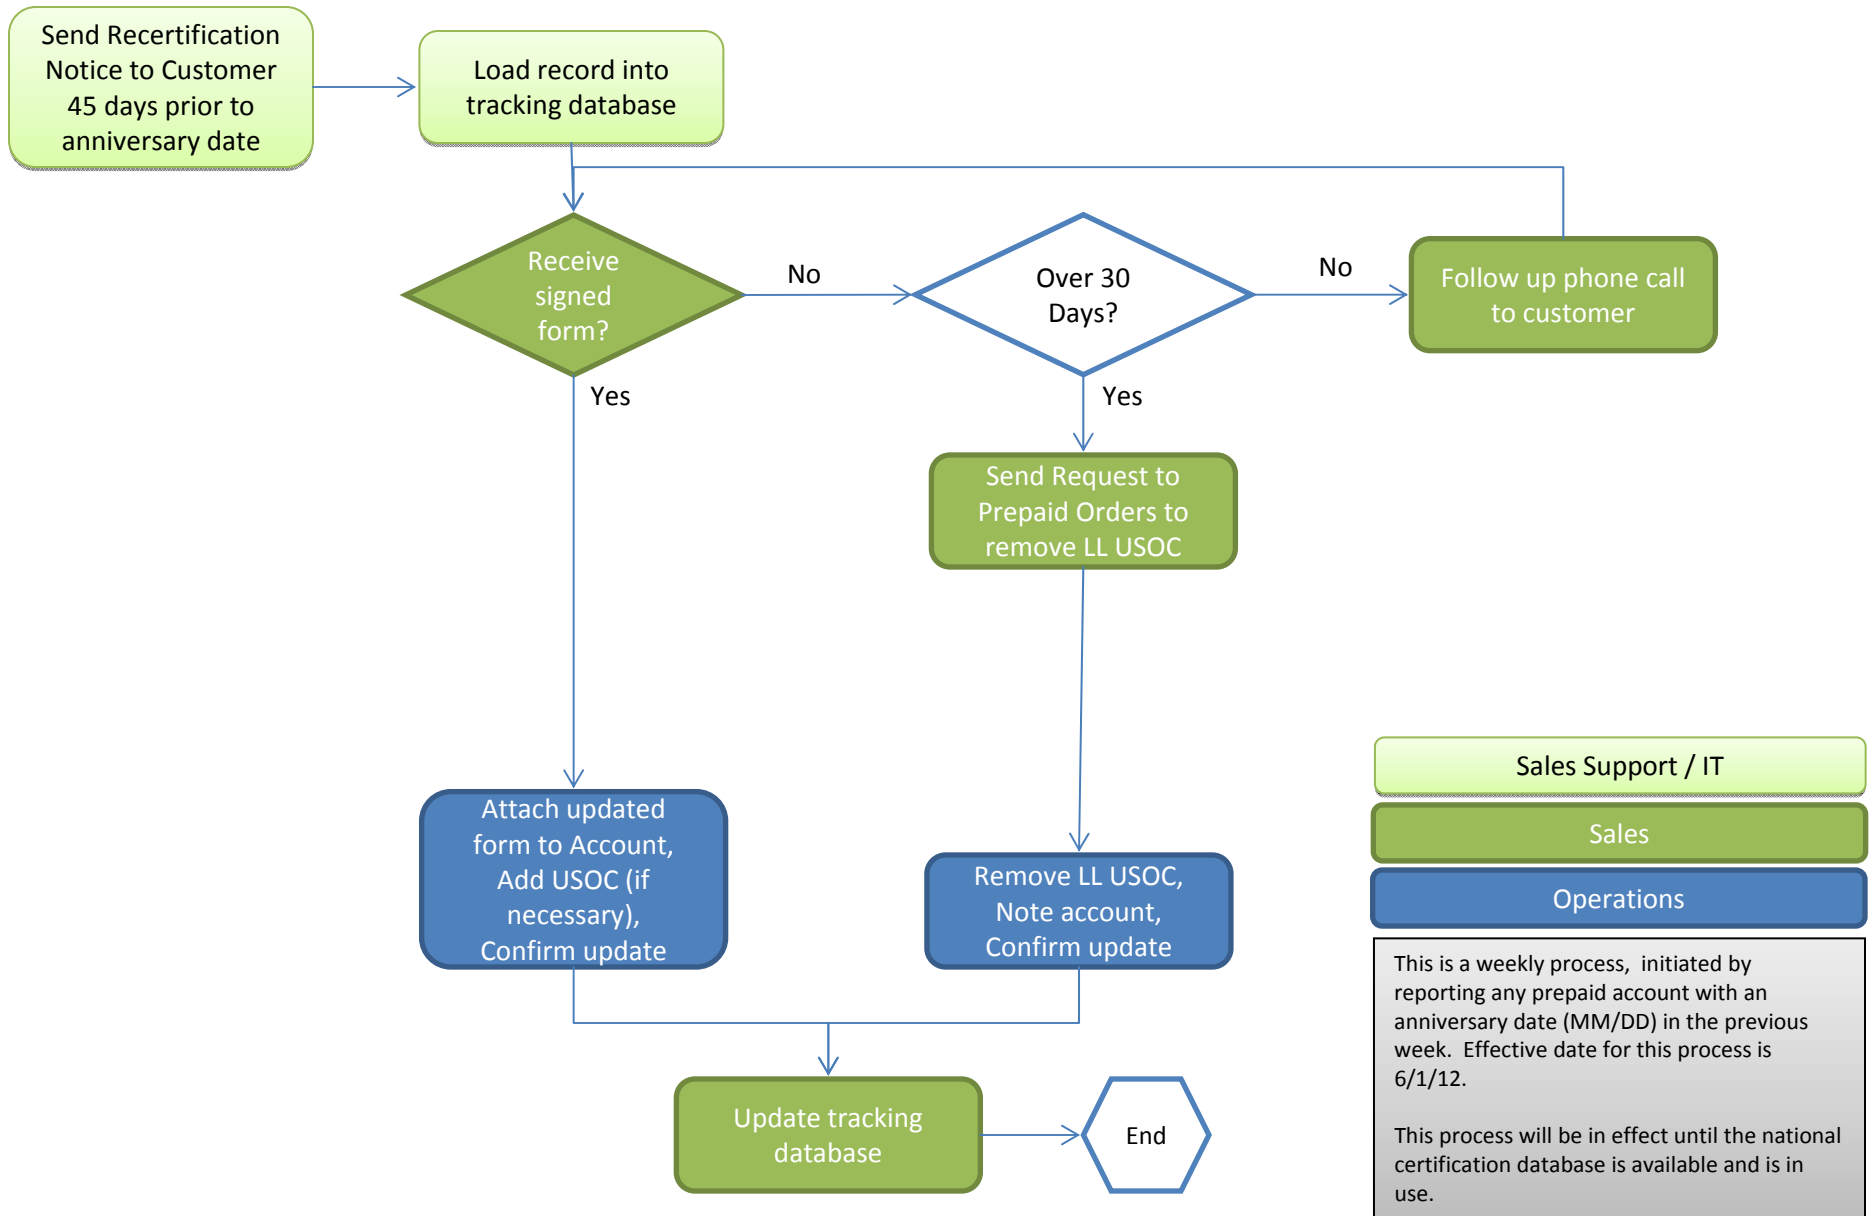 Send Recertification
Notice to Customer
45 days prior to
anniversary date
Load record into
tracking database
Receive
signed
form?
No
Over 30
Days?
No
Follow up phone call
to customer
Yes
Yes
Send Request to
Prepaid Orders to
remove LL USOC
Attach updated
form to Account,
Add USOC (if
necessary),
Confirm update
Remove LL USOC,
Note account,
Confirm update
Update tracking
database
End
Sales Support / IT
Sales
Operations
This is a weekly process,  initiated by
reporting any prepaid account with an
anniversary date (MM/DD) in the previous
week.  Effective date for this process is
6/1/12.
This process will be in effect until the national
certification database is available and is in
use.